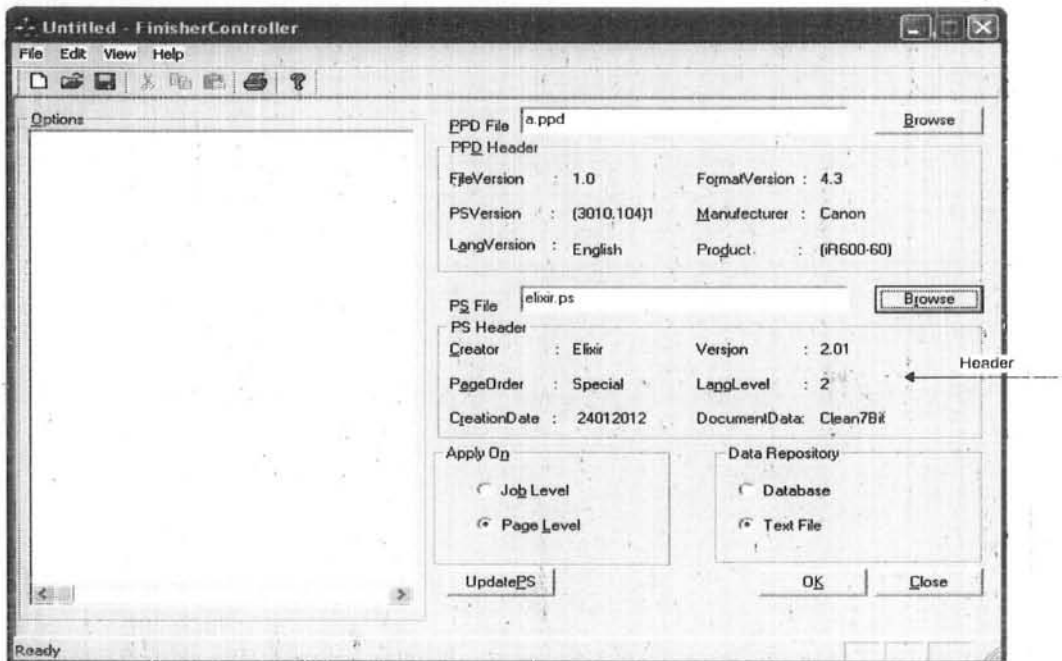 Untitled - FinisherController
File Edit View Help
Options
PPD File a.ppd Browse
PPD Header
FileVersion : 1.0 FormatVersion : 4.3
PSVersion : (3010.104)1 Manufecturer : Canon
LangVersion : English Product : (iR600-60)
PS File elixir.ps Browse
PS Header
Creator : Elixir Version : 2.01
Header
PageOrder : Special LangLevel : 2
CreationDate : 24012012 DocumentData: Clean7Bit
Apply On Data Repository
Job Level Database
Page Level Text File
UpdatePS OK Close
Ready